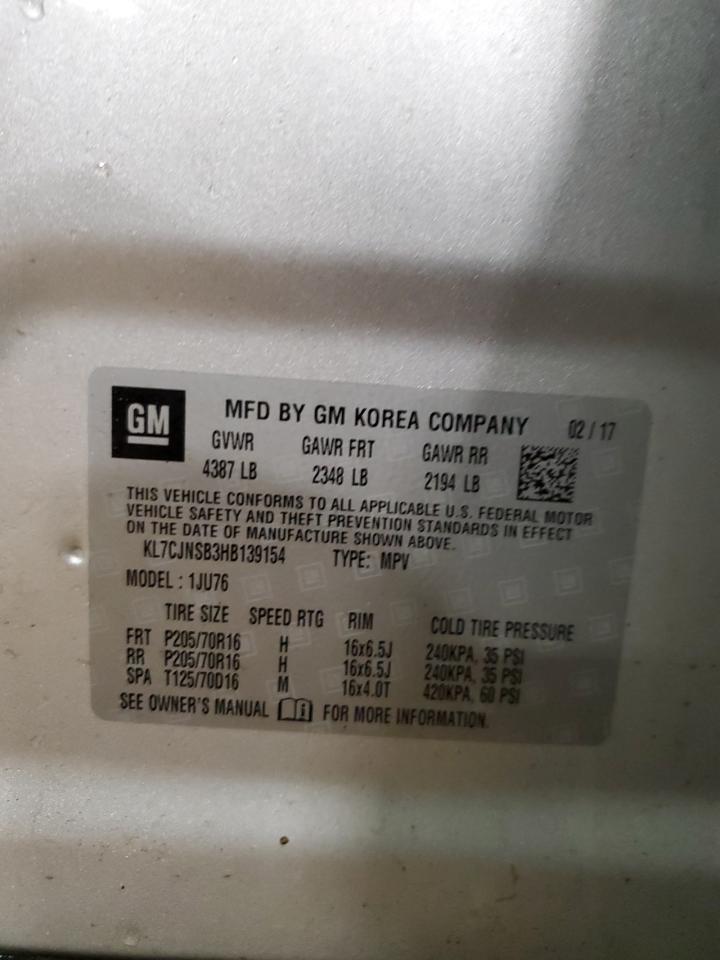 GM
MFD BY GM KOREA COMPANY 02 / 17
GVWR GAWR FRT GAWR RR
4387 LB 2348 LB 2194 LB
THIS VEHICLE CONFORMS TO ALL APPLICABLE U.S. FEDERAL MOTOR
VEHICLE SAFETY AND THEFT PREVENTION STANDARDS IN EFFECT
ON THE DATE OF MANUFACTURE SHOWN ABOVE.
KL7CJNSB3HB139154 TYPE: MPV
MODEL : 1JU76
TIRE SIZE SPEED RTG RIM COLD TIRE PRESSURE
FRT P205/70R16 H 16x6.5J 240KPA, 35 PSI
RR P205/70R16 H 16x6.5J 240KPA, 35 PSI
SPA T125/70D16 M 16x4.0T 420KPA, 60 PSI
SEE OWNER'S MANUAL FOR MORE INFORMATION.